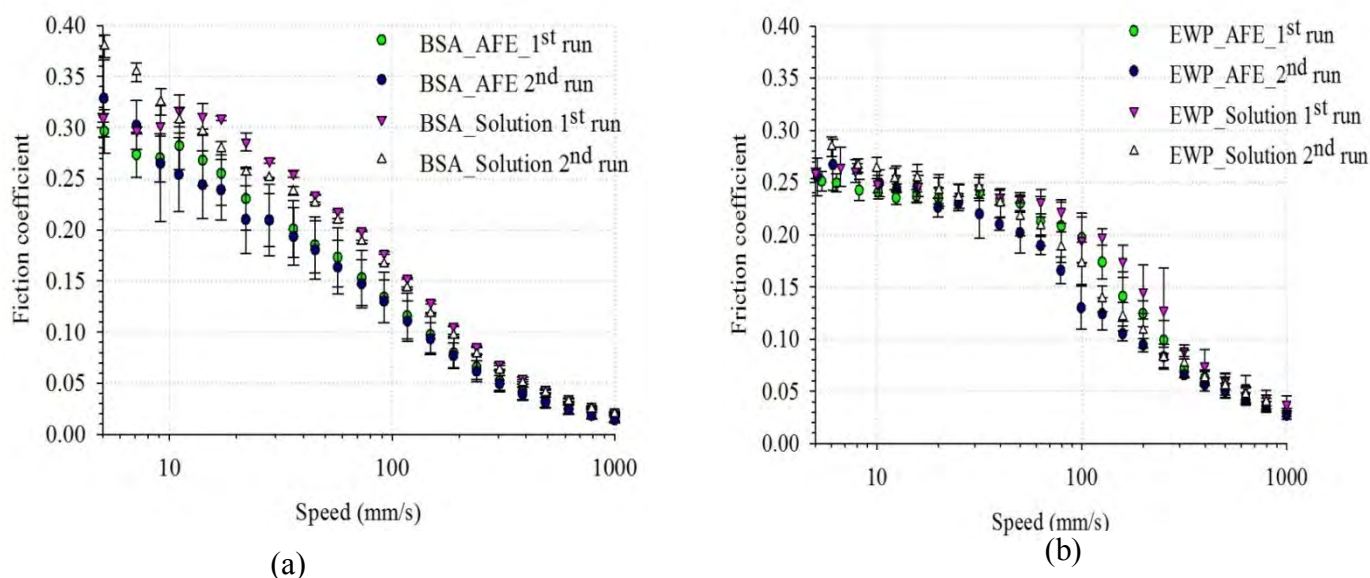 0.40
0.35
0.30
0.25
0.20
0.15
0.10
0.05
0.00
Fiction coefficient
BSA_AFE_1st run
BSA_AFE 2nd run
BSA_Solution 1st run
BSA_Solution 2nd run
10
100
1000
Speed (mm/s)
(a)
0.40
0.35
0.30
0.25
0.20
0.15
0.10
0.05
0.00
Friction coefficient
EWP_AFE_1st run
EWP_AFE_2nd run
EWP_Solution 1st run
EWP_Solution 2nd run
10
100
1000
Speed (mm/s)
(b)